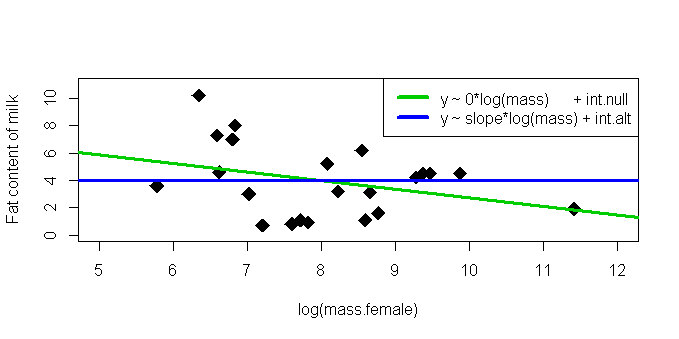 y ~ 0*log(mass) + int.null
y ~ slope*log(mass) + int.alt
Fat content of milk
10
8
6
4
2
0
5 6 7 8 9 10 11 12
log(mass.female)